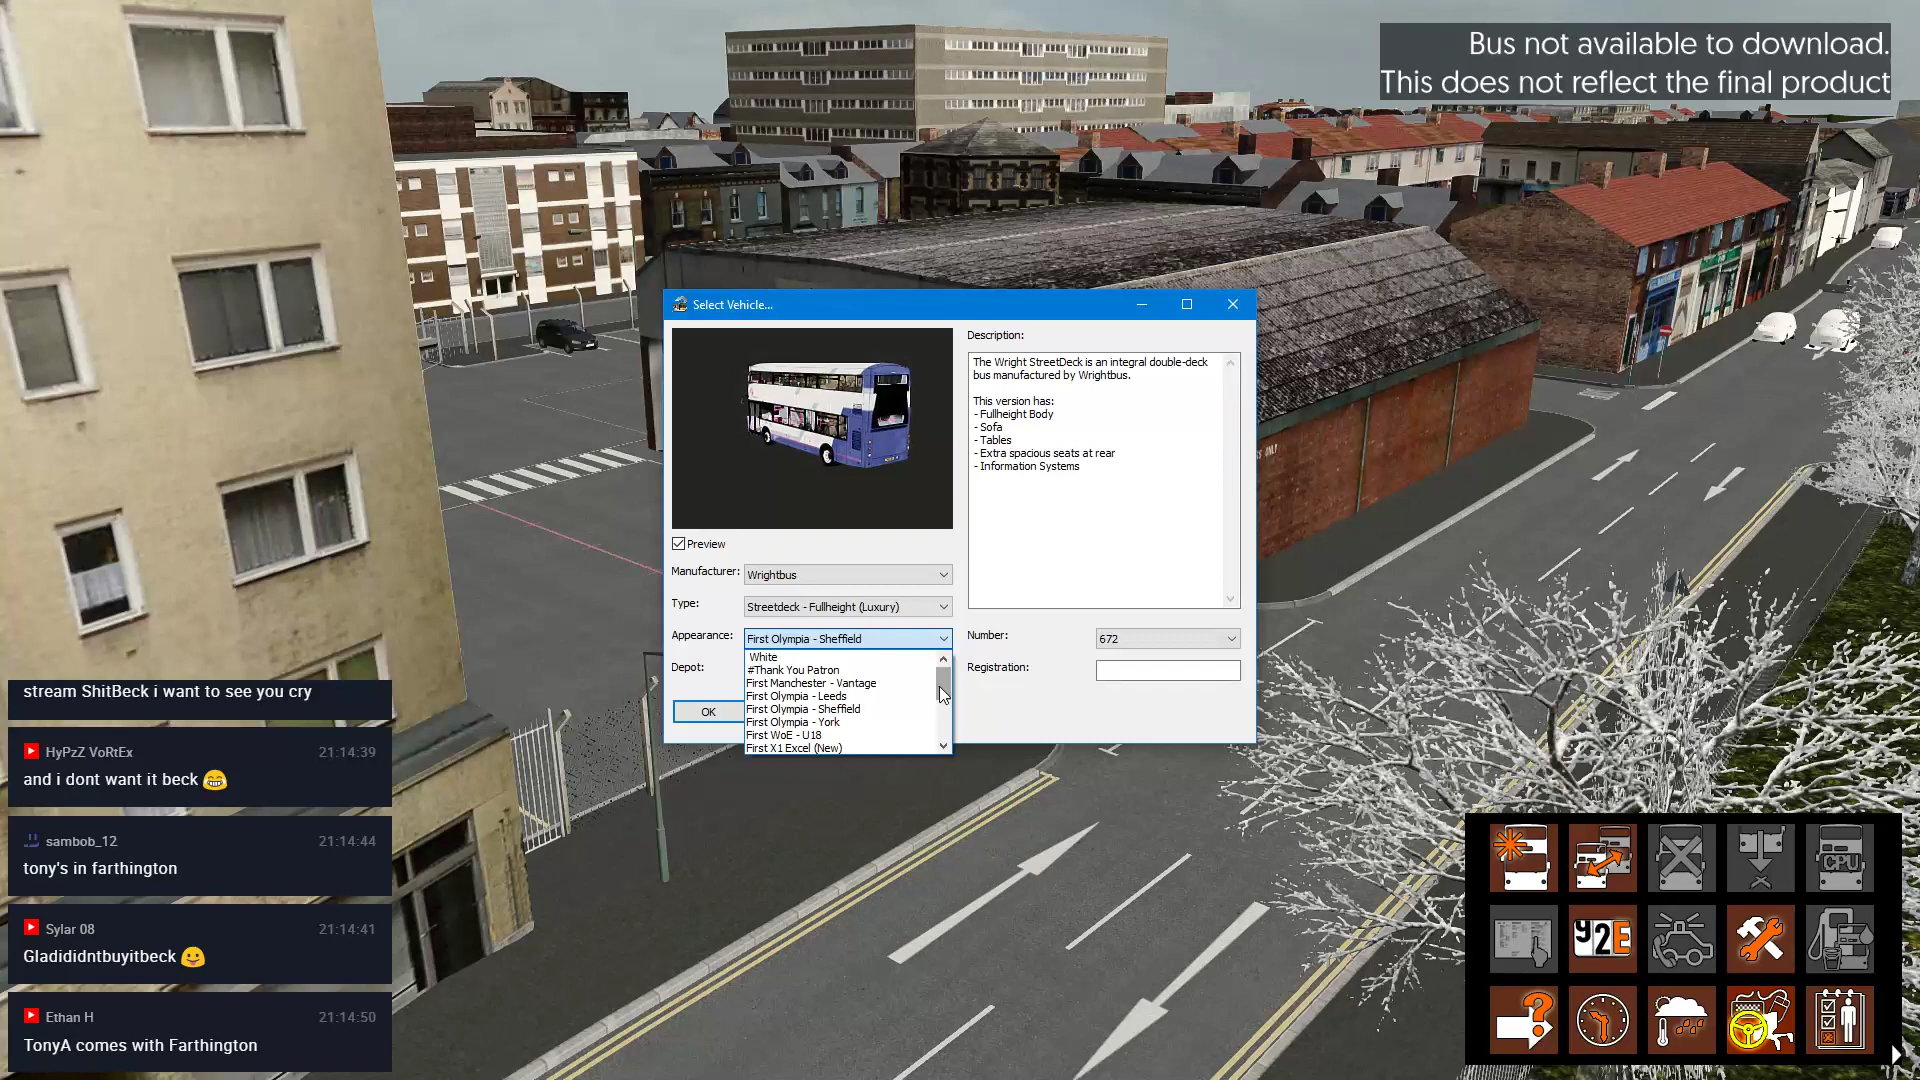 Bus not available to download.
This does not reflect the final product
Select Vehicle...
Description:
The Wright StreetDeck is an integral double-deck
bus manufactured by Wrightbus.
This version has:
- Fullheight Body
- Sofa
- Tables
- Extra spacious seats at rear
- Information Systems
Preview
Manufacturer:
Wrightbus
Type:
Streetdeck - Fullheight (Luxury)
Appearance:
First Olympia - Sheffield
Number:
672
White
#Thank You Patron
First Manchester - Vantage
First Olympia - Leeds
First Olympia - Sheffield
First Olympia - York
First WoE - U18
First X1 Excel (New)
Depot:
Registration:
OK
stream ShitBeck i want to see you cry
HyPzZ VoRtEx
21:14:39
and i dont want it beck 😁
sambob_12
21:14:44
tony's in farthington
Sylar 08
21:14:41
Gladididntbuyitbeck 😛
Ethan H
21:14:50
TonyA comes with Farthington
CPU
92E